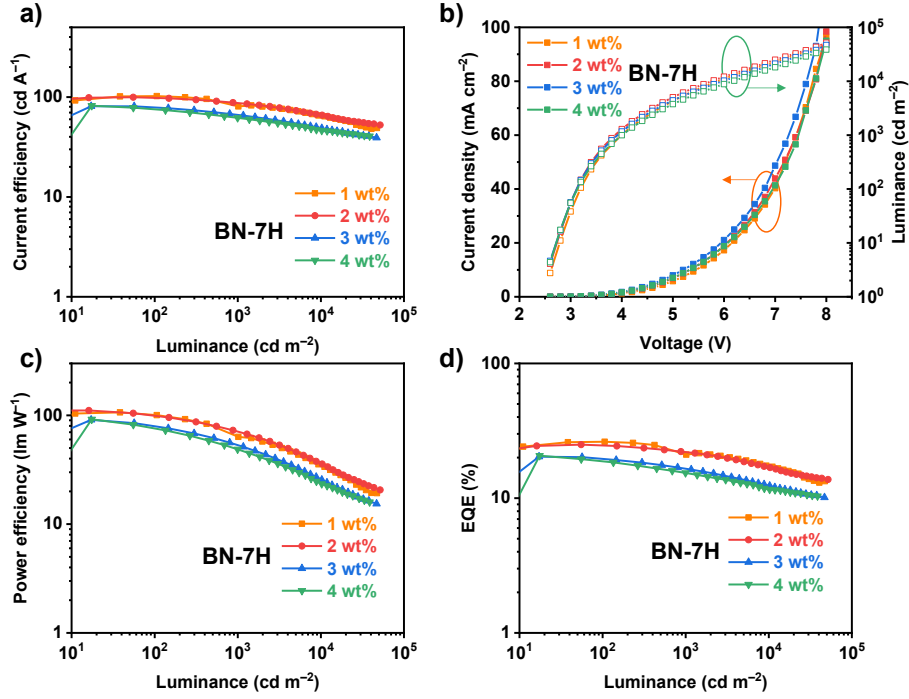 a)
Current efficiency (cd A⁻¹)
100
10
1
10¹ 10² 10³ 10⁴ 10⁵
Luminance (cd m⁻²)
1 wt%
2 wt%
3 wt%
4 wt%
BN-7H
b)
Current density (mA cm⁻²)
100
80
60
40
20
0
2 3 4 5 6 7 8
Voltage (V)
10⁵
10⁴
10³
10²
10¹
10⁰
Luminance (cd m⁻²)
1 wt%
2 wt%
3 wt%
4 wt%
BN-7H
c)
Power efficiency (lm W⁻¹)
100
10
1
10¹ 10² 10³ 10⁴ 10⁵
Luminance (cd m⁻²)
1 wt%
2 wt%
3 wt%
4 wt%
BN-7H
d)
EQE (%)
100
10
1
10¹ 10² 10³ 10⁴ 10⁵
Luminance (cd m⁻²)
1 wt%
2 wt%
3 wt%
4 wt%
BN-7H